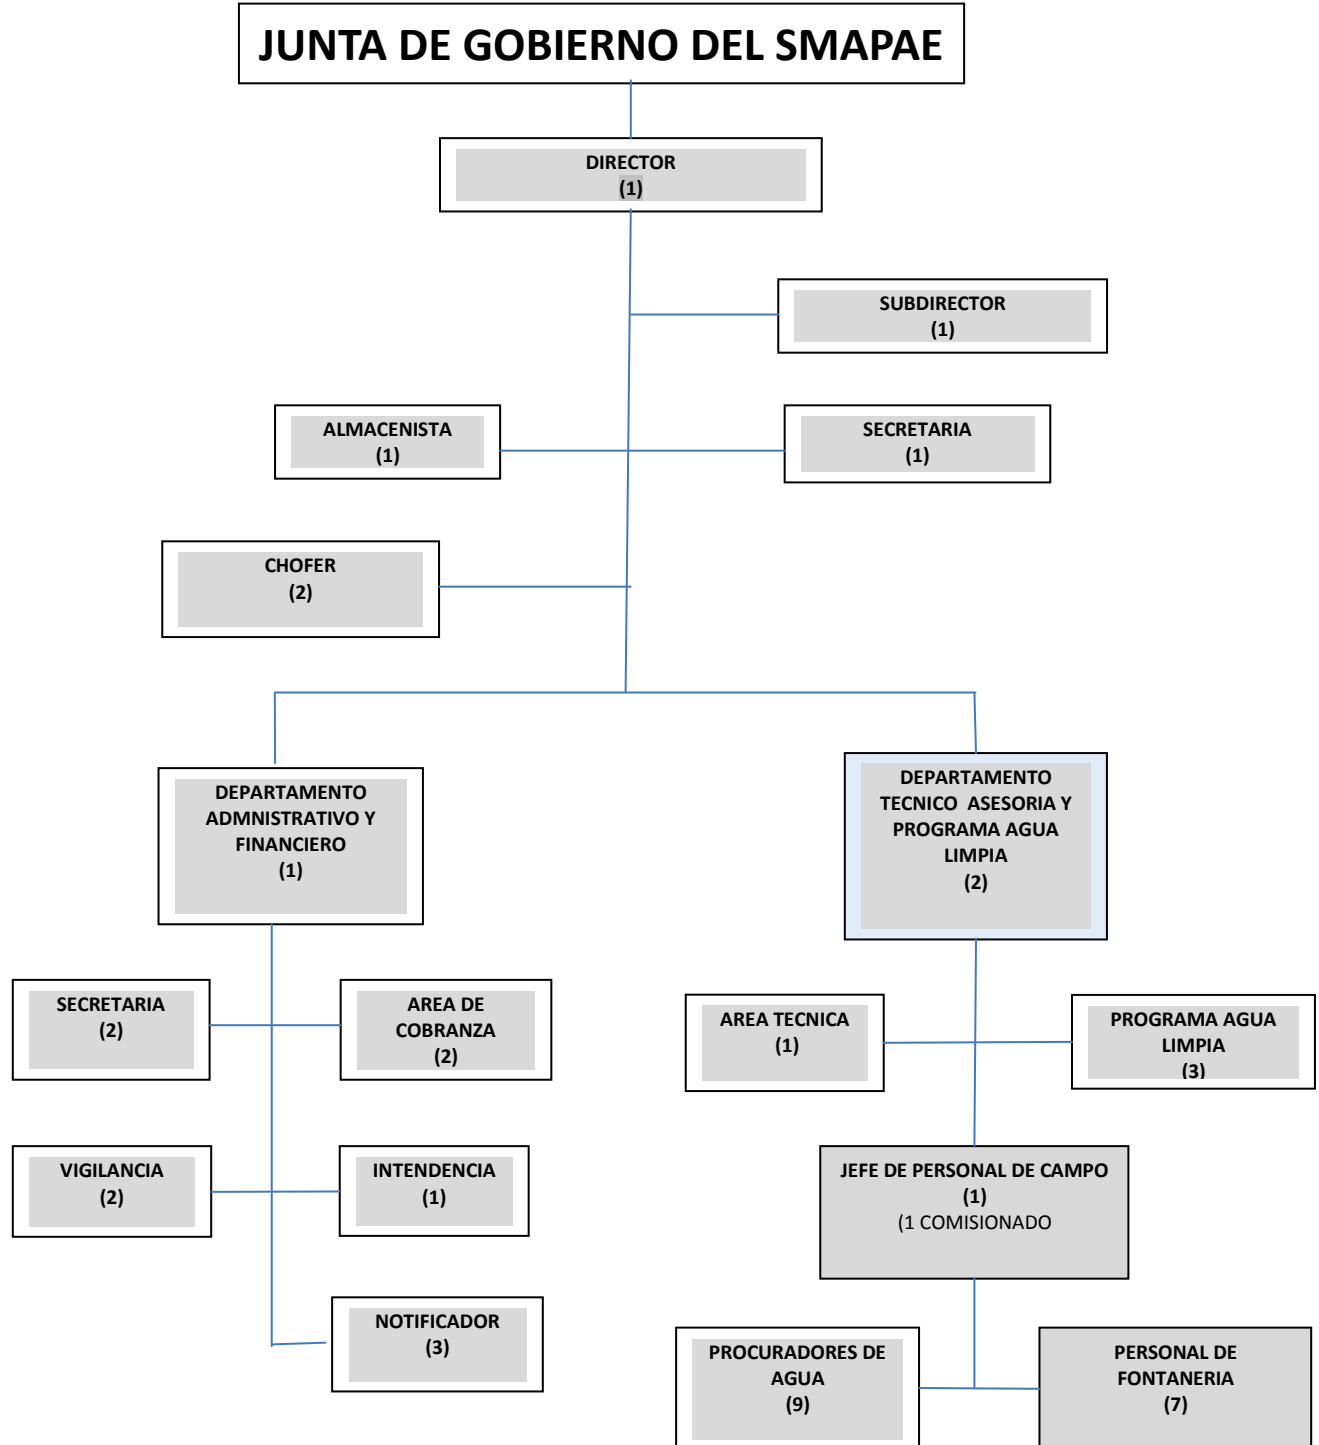 JUNTA DE GOBIERNO DEL SMAPAE
DIRECTOR
(1)
SUBDIRECTOR
(1)
ALMACENISTA
(1)
SECRETARIA
(1)
CHOFER
(2)
DEPARTAMENTO
ADMNISTRATIVO Y
FINANCIERO
(1)
DEPARTAMENTO
TECNICO ASESORIA Y
PROGRAMA AGUA
LIMPIA
(2)
SECRETARIA
(2)
AREA DE
COBRANZA
(2)
AREA TECNICA
(1)
PROGRAMA AGUA
LIMPIA
(3)
VIGILANCIA
(2)
INTENDENCIA
(1)
JEFE DE PERSONAL DE CAMPO
(1)
(1 COMISIONADO
NOTIFICADOR
(3)
PROCURADORES DE
AGUA
(9)
PERSONAL DE
FONTANERIA
(7)